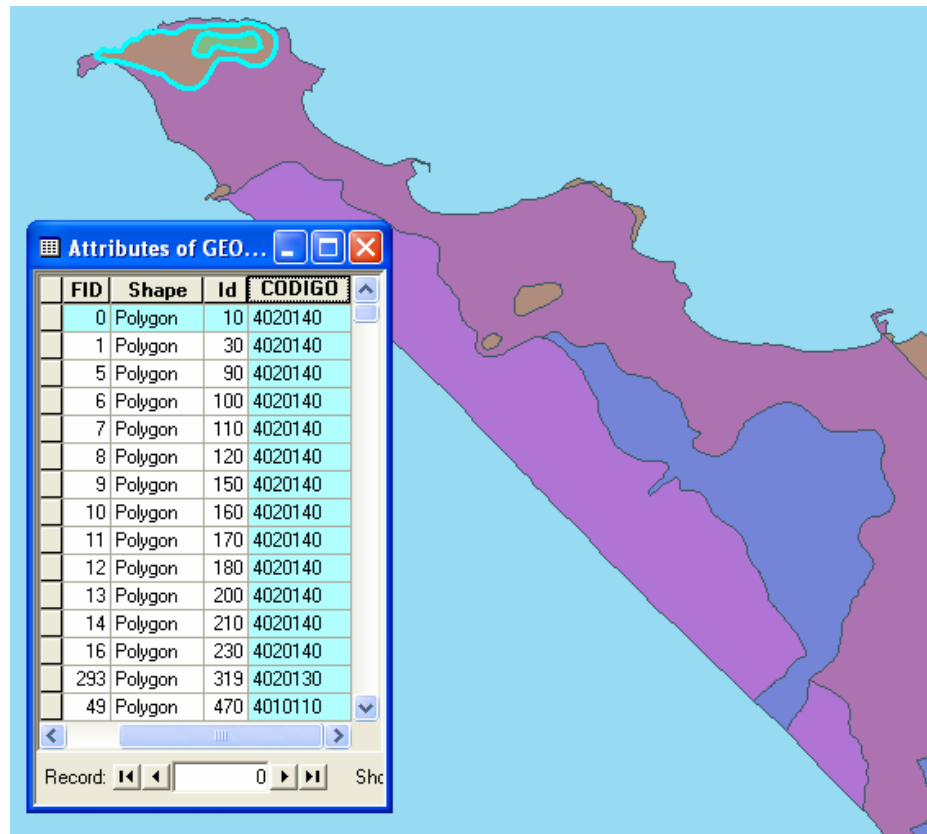 Attributes of GEO...
FID Shape Id CODIGO
0 Polygon 10 4020140
1 Polygon 30 4020140
5 Polygon 90 4020140
6 Polygon 100 4020140
7 Polygon 110 4020140
8 Polygon 120 4020140
9 Polygon 150 4020140
10 Polygon 160 4020140
11 Polygon 170 4020140
12 Polygon 180 4020140
13 Polygon 200 4020140
14 Polygon 210 4020140
16 Polygon 230 4020140
293 Polygon 319 4020130
49 Polygon 470 4010110
Record: 0 Shc